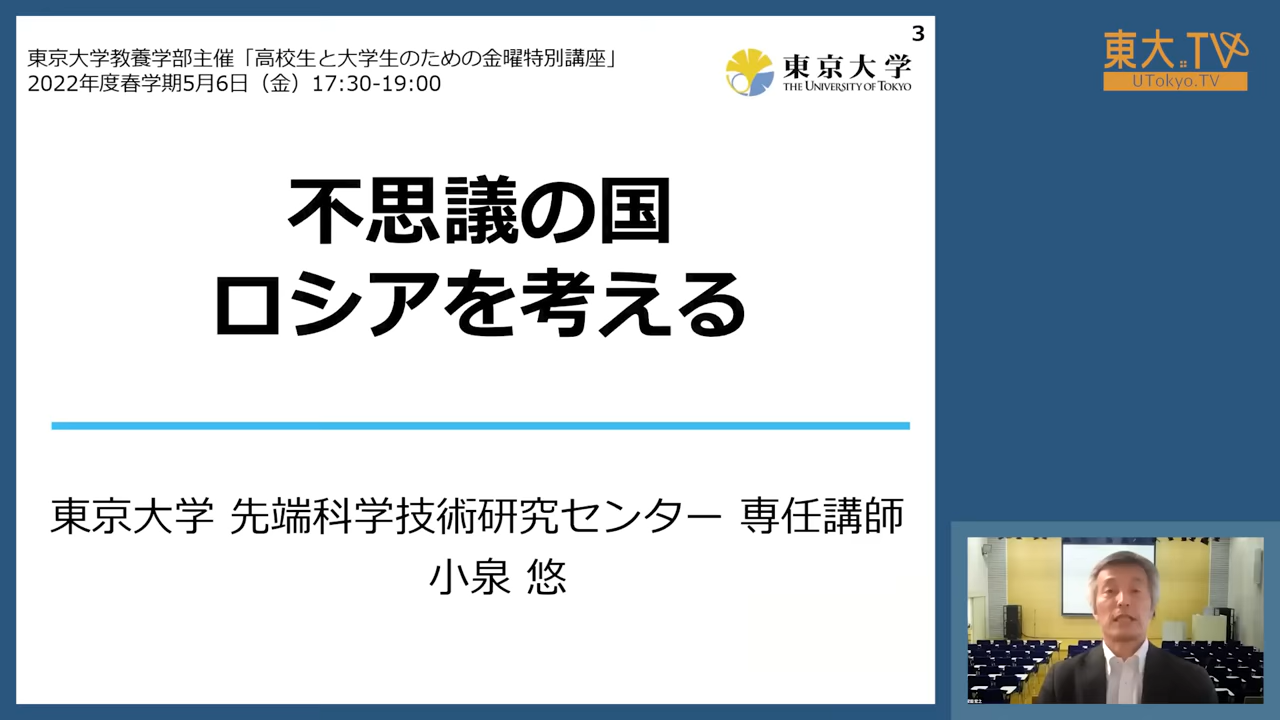 東京大学教養学部主催「高校生と大学生のための金曜特別講座」
2022年度春学期5月6日（金）17:30-19:00
3
東京大学
THE UNIVERSITY OF TOKYO
東大TV
UTokyo.TV
不思議の国
ロシアを考える
東京大学 先端科学技術研究センター 専任講師
小泉 悠